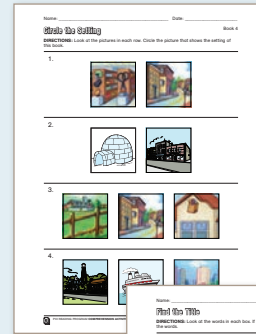 Name: Date:
Circle the Setting Book 4
DIRECTIONS: Look at the pictures in each row. Circle the picture that shows the setting of
this book.
1.
2.
3.
4.
Name:
Find the Title
DIRECTIONS: Look at the words in each box. If
the words.